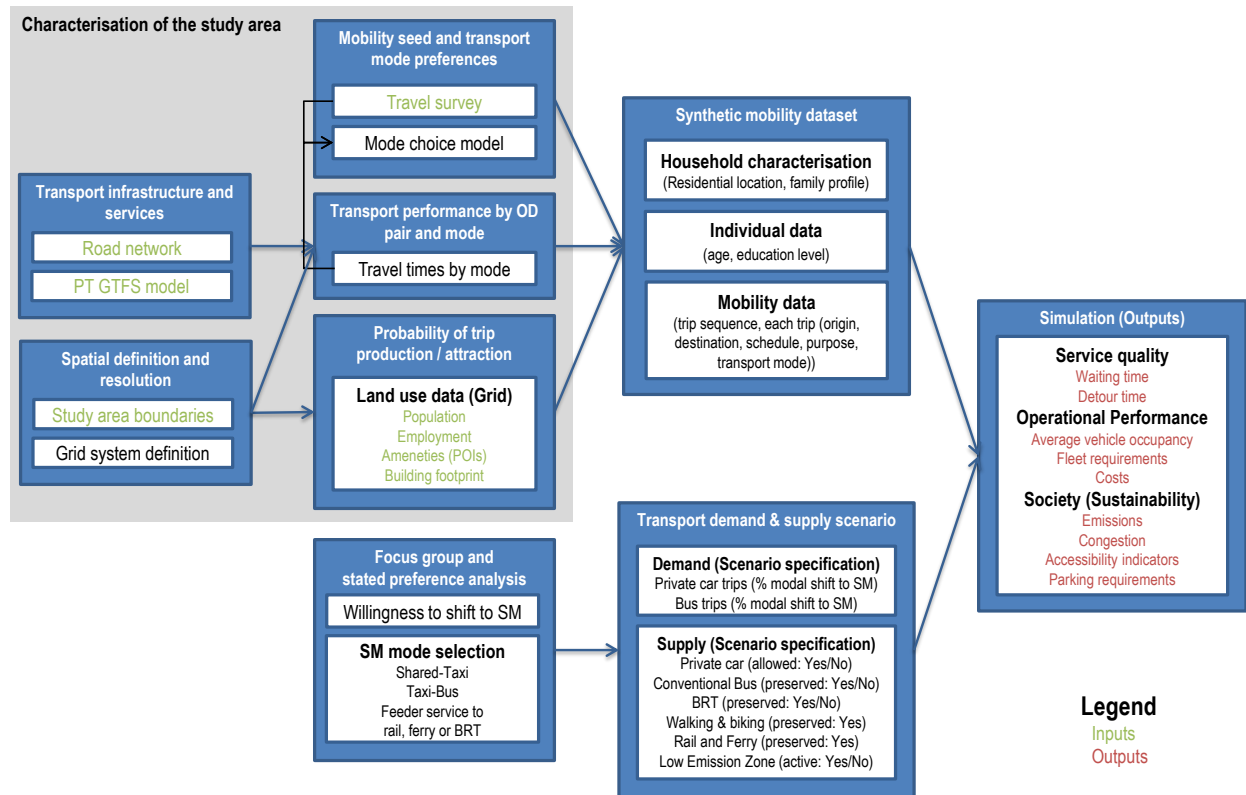 Characterisation of the study area
Mobility seed and transport
mode preferences
Travel survey
Mode choice model
Transport infrastructure and
services
Road network
PT GTFS model
Transport performance by OD
pair and mode
Travel times by mode
Spatial definition and
resolution
Study area boundaries
Grid system definition
Probability of trip
production / attraction
Land use data (Grid)
Population
Employment
Ameneties (POIs)
Building footprint
Synthetic mobility dataset
Household characterisation
(Residential location, family profile)
Individual data
(age, education level)
Mobility data
(trip sequence, each trip (origin,
destination, schedule, purpose,
transport mode))
Focus group and
stated preference analysis
Willingness to shift to SM
SM mode selection
Shared-Taxi
Taxi-Bus
Feeder service to
rail, ferry or BRT
Transport demand & supply scenario
Demand (Scenario specification)
Private car trips (% modal shift to SM)
Bus trips (% modal shift to SM)
Supply (Scenario specification)
Private car (allowed: Yes/No)
Conventional Bus (preserved: Yes/No)
BRT (preserved: Yes/No)
Walking & biking (preserved: Yes)
Rail and Ferry (preserved: Yes)
Low Emission Zone (active: Yes/No)
Simulation (Outputs)
Service quality
Waiting time
Detour time
Operational Performance
Average vehicle occupancy
Fleet requirements
Costs
Society (Sustainability)
Emissions
Congestion
Accessibility indicators
Parking requirements
Legend
Inputs
Outputs